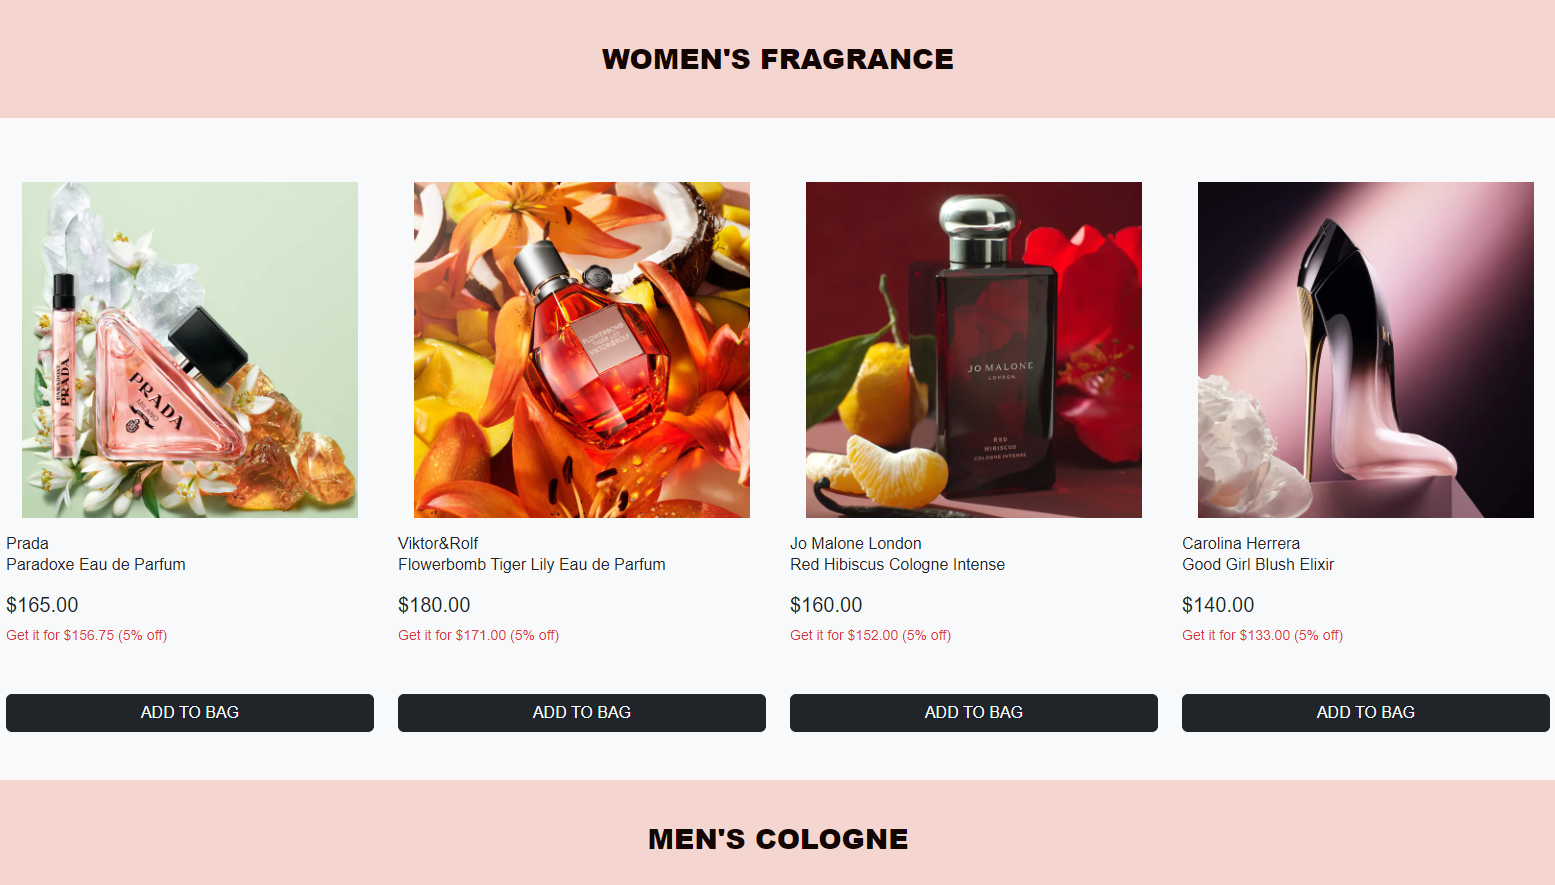 WOMEN'S FRAGRANCE
PARADOXE
PRADA
PRADA
MILANO
FLOWERBOMB
TIGER LILY
VIKTOR&ROLF
JO MALONE
LONDON
RED
HIBISCUS
COLOGNE INTENSE
Prada
Paradoxe Eau de Parfum
$165.00
Get it for $156.75 (5% off)
ADD TO BAG
Viktor&Rolf
Flowerbomb Tiger Lily Eau de Parfum
$180.00
Get it for $171.00 (5% off)
ADD TO BAG
Jo Malone London
Red Hibiscus Cologne Intense
$160.00
Get it for $152.00 (5% off)
ADD TO BAG
Carolina Herrera
Good Girl Blush Elixir
$140.00
Get it for $133.00 (5% off)
ADD TO BAG
MEN'S COLOGNE